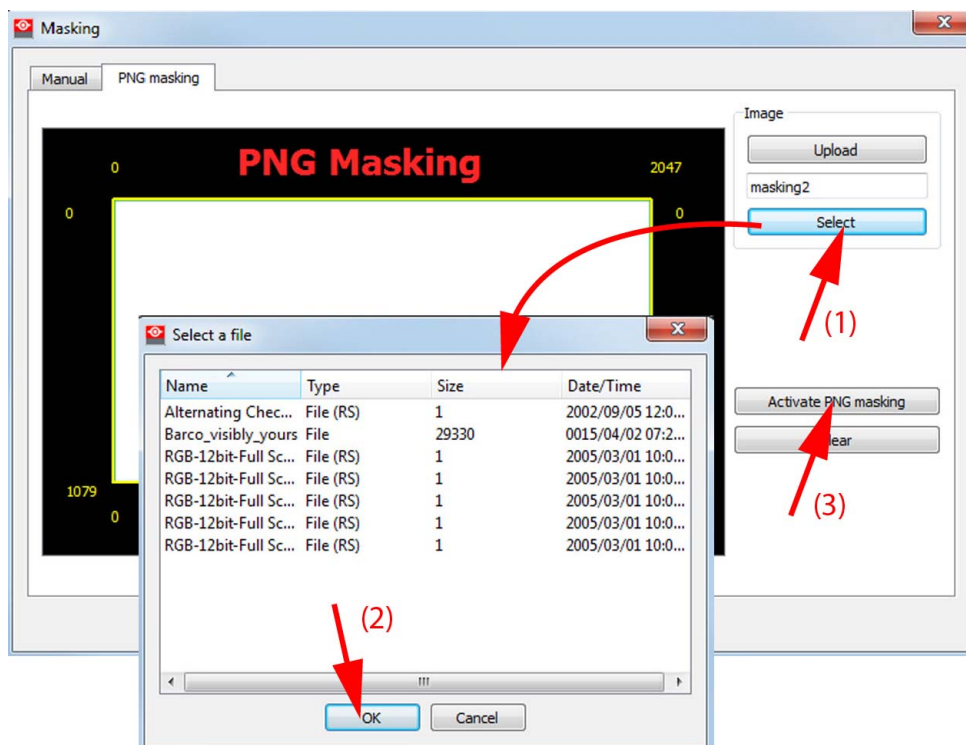 Masking
Manual PNG masking
PNG Masking
0 2047
0 0
1079
0
Image
Upload
masking2
Select
(1)
Activate PNG masking
(3)
Select a file
Name Type Size Date/Time
Alternating Chec... File (RS) 1 2002/09/05 12:0...
Barco_visibly_yours File 29330 0015/04/02 07:2...
RGB-12bit-Full Sc... File (RS) 1 2005/03/01 10:0...
RGB-12bit-Full Sc... File (RS) 1 2005/03/01 10:0...
RGB-12bit-Full Sc... File (RS) 1 2005/03/01 10:0...
RGB-12bit-Full Sc... File (RS) 1 2005/03/01 10:0...
RGB-12bit-Full Sc... File (RS) 1 2005/03/01 10:0...
(2)
OK Cancel